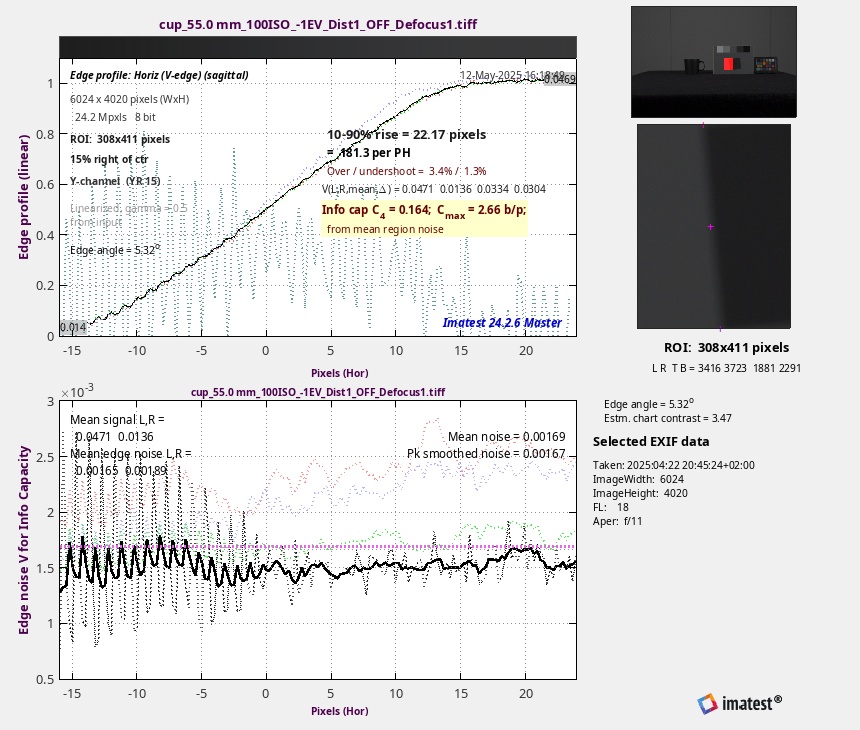 cup_55.0 mm_100ISO_-1EV_Dist1_OFF_Defocus1.tiff
Edge profile: Horiz (V-edge) (sagittal)
12-May-2025 16:18:49
0.0469
6024 x 4020 pixels (WxH)
24.2 Mpxls 8 bit
ROI: 308x411 pixels
15% right of ctr
Y-channel (YR 15)
Linearized, gamma = 0.5
from input
Edge angle = 5.32°
10-90% rise = 22.17 pixels
= 181.3 per PH
Over / undershoot = 3.4% / 1.3%
V(L,R,mean,Δ) = 0.0471 0.0136 0.0334 0.0304
Info cap C4 = 0.164; Cmax = 2.66 b/p;
from mean region noise
Imatest 24.2.6 Master
0.014
Edge profile (linear)
1
0.8
0.6
0.4
0.2
0
-15 -10 -5 0 5 10 15 20
Pixels (Hor)
ROI: 308x411 pixels
L R T B = 3416 3723 1881 2291
cup_55.0 mm_100ISO_-1EV_Dist1_OFF_Defocus1.tiff
×10⁻³
Mean signal L,R =
0.0471 0.0136
Mean edge noise L,R =
0.00165 0.00189
Mean noise = 0.00169
Pk smoothed noise = 0.00167
Edge noise V for Info Capacity
3
2.5
2
1.5
1
0.5
-15 -10 -5 0 5 10 15 20
Pixels (Hor)
Edge angle = 5.32°
Estm. chart contrast = 3.47
Selected EXIF data
Taken: 2025:04:22 20:45:24+02:00
ImageWidth: 6024
ImageHeight: 4020
FL: 18
Aper: f/11
imatest®